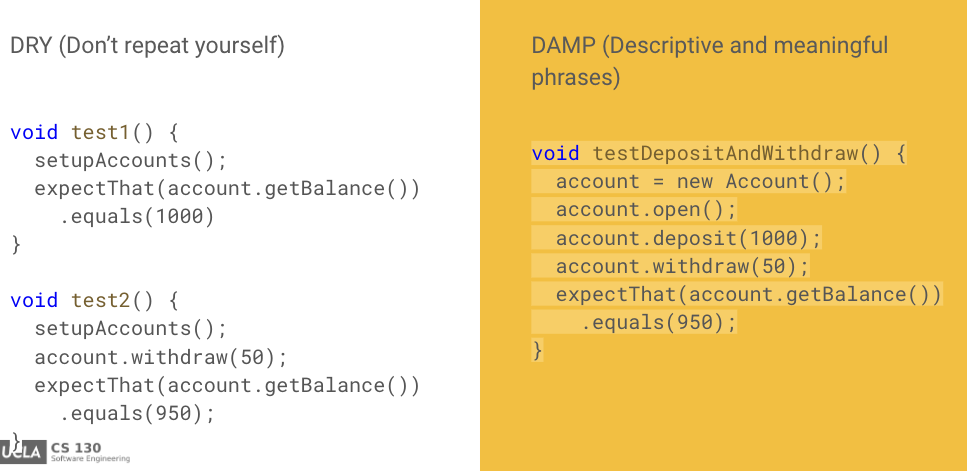 DRY (Don’t repeat yourself)
void test1() {
  setupAccounts();
  expectThat(account.getBalance())
    .equals(1000)
}
void test2() {
  setupAccounts();
  account.withdraw(50);
  expectThat(account.getBalance())
    .equals(950);
}
UCLA CS 130
Software Engineering
DAMP (Descriptive and meaningful
phrases)
void testDepositAndWithdraw() {
  account = new Account();
  account.open();
  account.deposit(1000);
  account.withdraw(50);
  expectThat(account.getBalance())
    .equals(950);
}